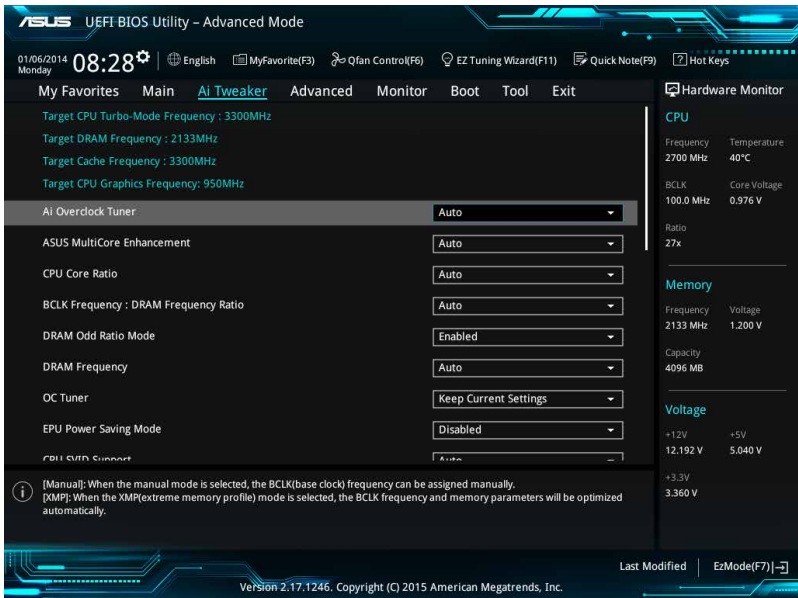 ASUS UEFI BIOS Utility – Advanced Mode
01/06/2014 Monday 08:28 English MyFavorite(F3) Qfan Control(F6) EZ Tuning Wizard(F11) Quick Note(F9) ? Hot Keys
My Favorites Main Ai Tweaker Advanced Monitor Boot Tool Exit
Target CPU Turbo-Mode Frequency : 3300MHz
Target DRAM Frequency : 2133MHz
Target Cache Frequency : 3300MHz
Target CPU Graphics Frequency: 950MHz
Ai Overclock Tuner Auto
ASUS MultiCore Enhancement Auto
CPU Core Ratio Auto
BCLK Frequency : DRAM Frequency Ratio Auto
DRAM Odd Ratio Mode Enabled
DRAM Frequency Auto
OC Tuner Keep Current Settings
EPU Power Saving Mode Disabled
CPU SVID Support Auto
[Manual]: When the manual mode is selected, the BCLK(base clock) frequency can be assigned manually.
[XMP]: When the XMP(extreme memory profile) mode is selected, the BCLK frequency and memory parameters will be optimized
automatically.
Hardware Monitor
CPU
Frequency Temperature
2700 MHz 40°C
BCLK Core Voltage
100.0 MHz 0.976 V
Ratio
27x
Memory
Frequency Voltage
2133 MHz 1.200 V
Capacity
4096 MB
Voltage
+12V +5V
12.192 V 5.040 V
+3.3V
3.360 V
Last Modified EzMode(F7)
Version 2.17.1246. Copyright (C) 2015 American Megatrends, Inc.